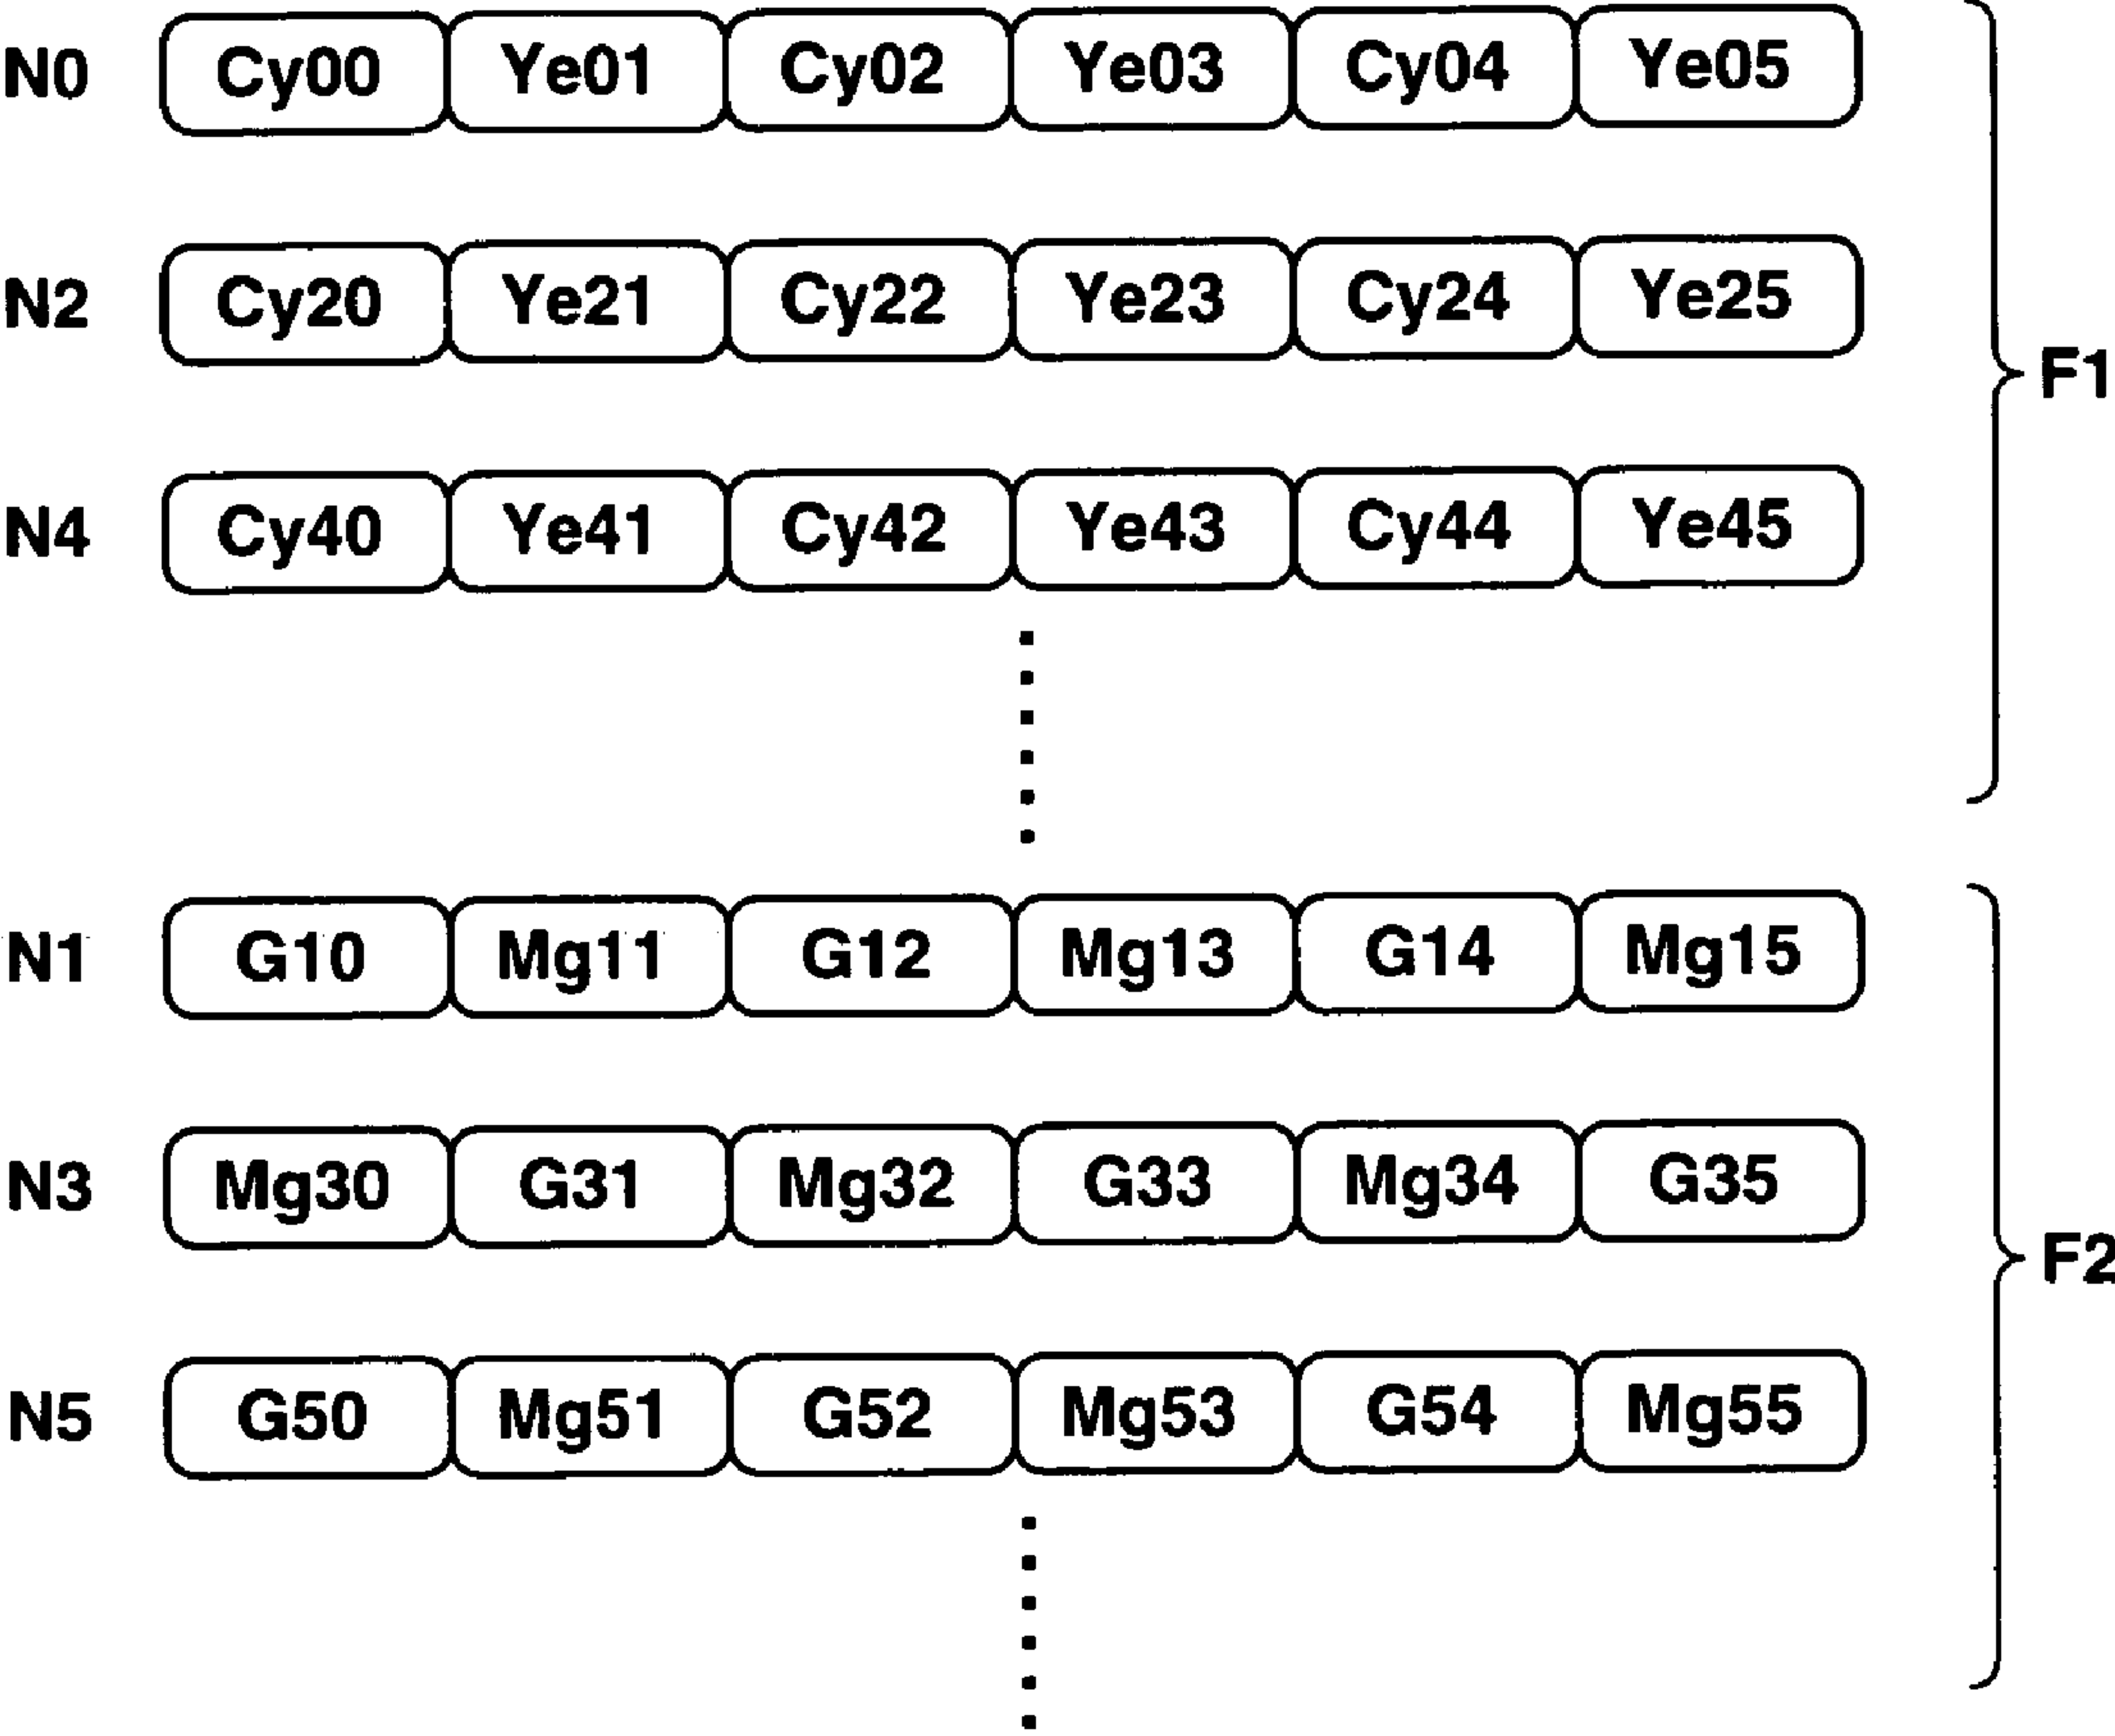 N0 Cy00 Ye01 Cy02 Ye03 Cy04 Ye05
N2 Cy20 Ye21 Cy22 Ye23 Cy24 Ye25
F1
N4 Cy40 Ye41 Cy42 Ye43 Cy44 Ye45
N1 G10 Mg11 G12 Mg13 G14 Mg15
N3 Mg30 G31 Mg32 G33 Mg34 G35
F2
N5 G50 Mg51 G52 Mg53 G54 Mg55